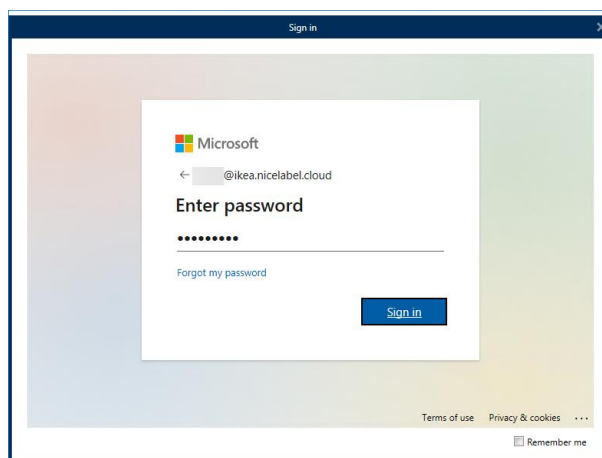 Sign in
Microsoft
@ikea.nicelabel.cloud
Enter password
•••••••••
Forgot my password
Sign in
Terms of use Privacy & cookies ...
Remember me